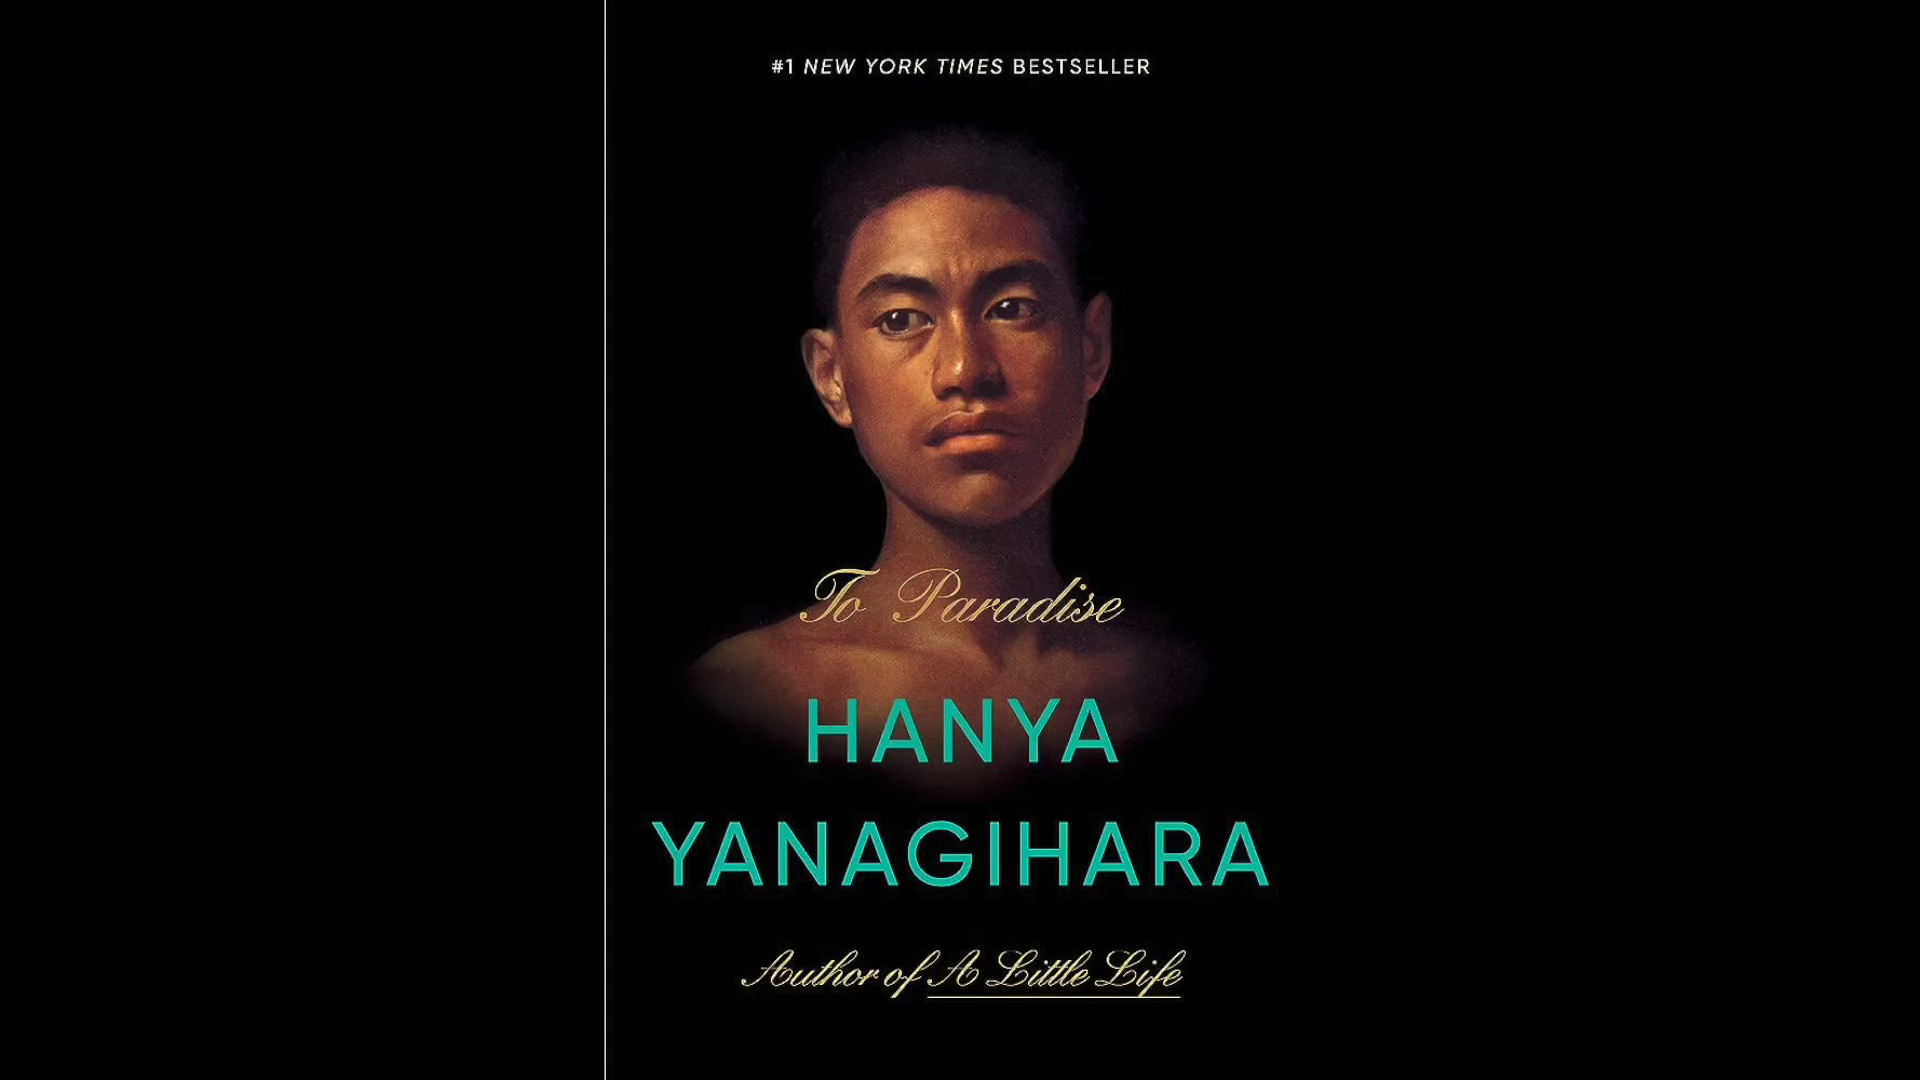 #1 NEW YORK TIMES BESTSELLER
To Paradise
HANYA
YANAGIHARA
Author of A Little Life